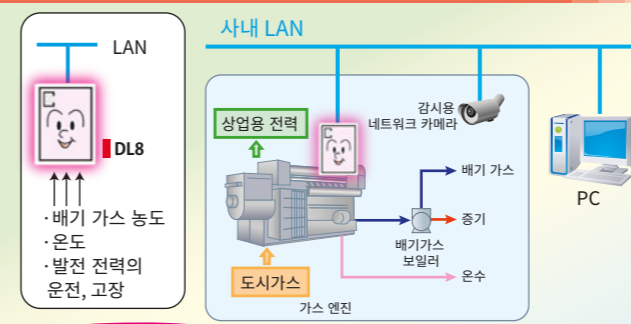 LAN
C
DL8
·배기 가스 농도
·온도
·발전 전력의
운전, 고장
사내 LAN
감시용
네트워크 카메라
상업용 전력
C
배기 가스
증기
배기가스
보일러
온수
도시가스
가스 엔진
PC